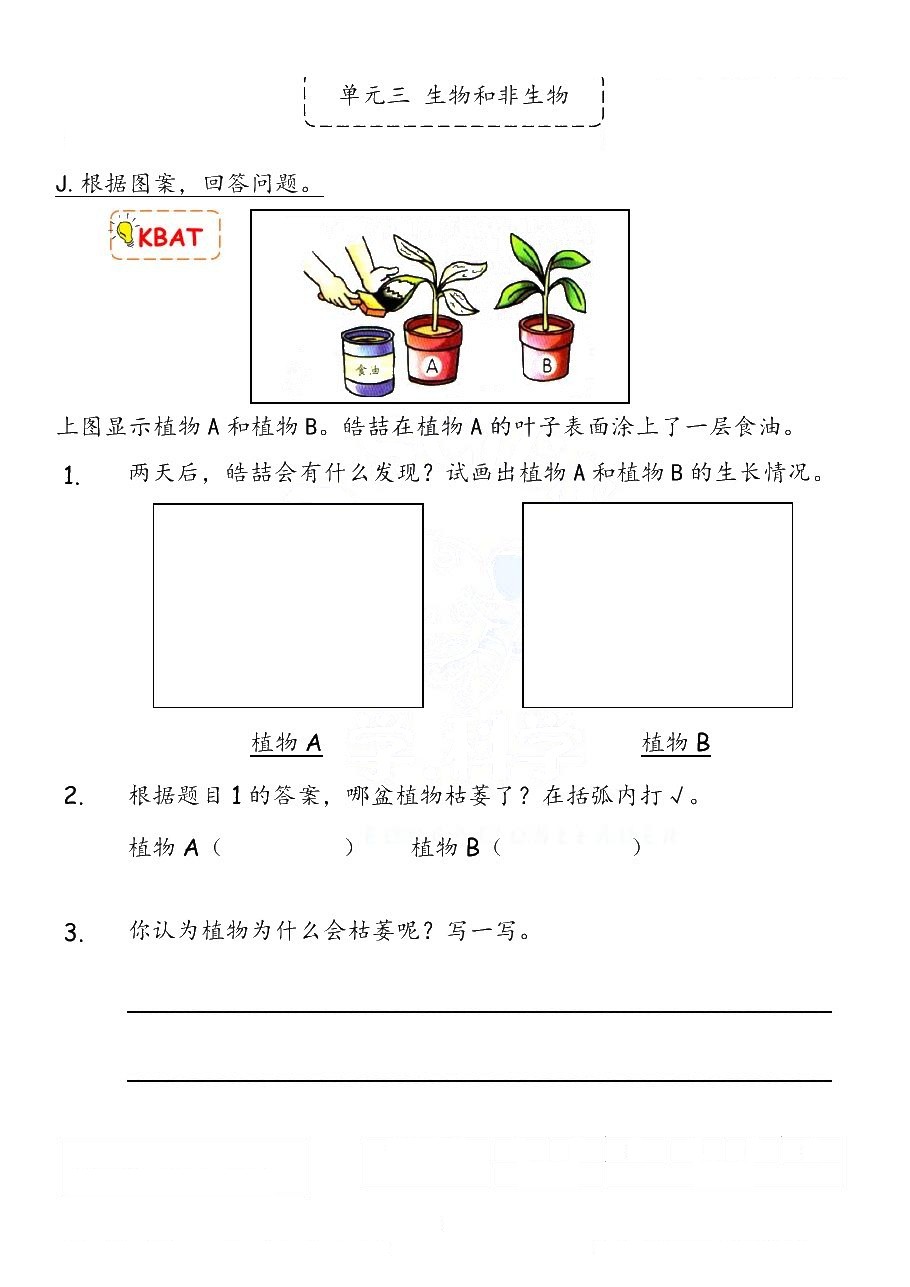 单元三 生物和非生物
J. 根据图案，回答问题。
KBAT
食油
A
B
上图显示植物 A 和植物 B。皓喆在植物 A 的叶子表面涂上了一层食油。
1. 两天后，皓喆会有什么发现？试画出植物 A 和植物 B 的生长情况。
植物 A
植物 B
2. 根据题目 1 的答案，哪盆植物枯萎了？在括弧内打 √。
植物 A（ ） 植物 B（ ）
3. 你认为植物为什么会枯萎呢？写一写。